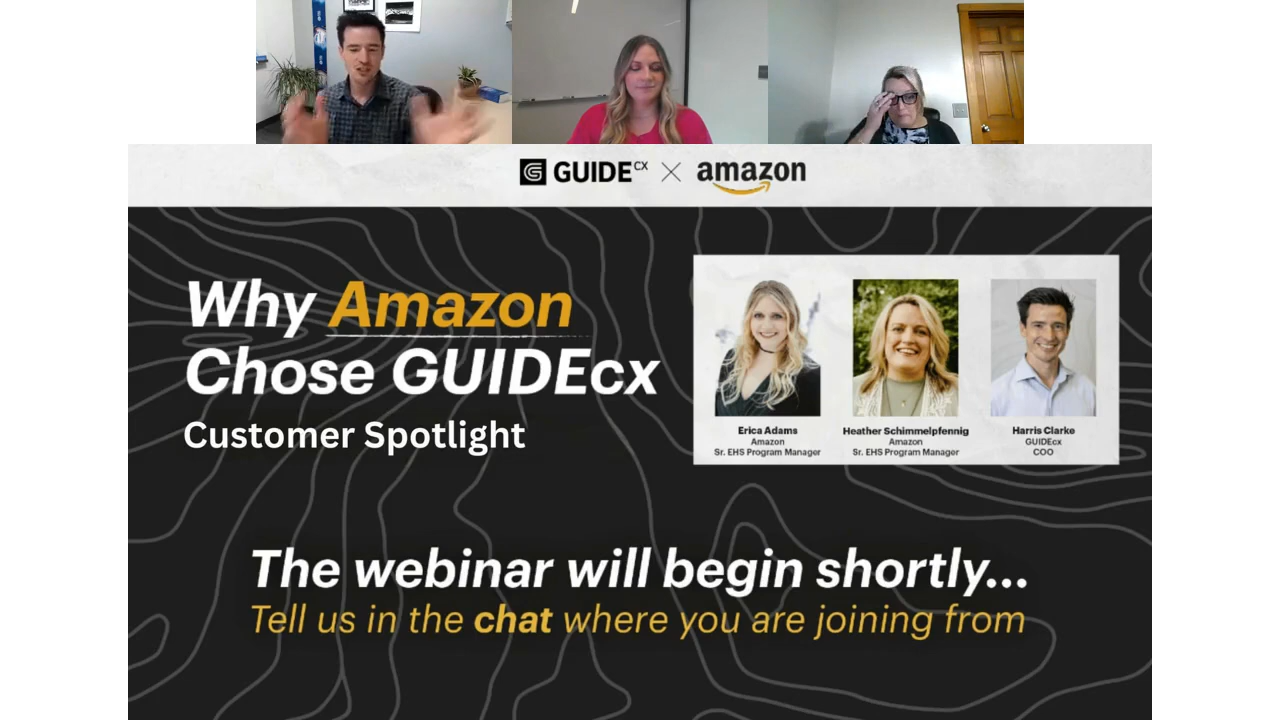 GUIDEcx × amazon
Why Amazon
Chose GUIDEcx
Customer Spotlight
Erica Adams
Amazon
Sr. EHS Program Manager
Heather Schimmelpfennig
Amazon
Sr. EHS Program Manager
Harris Clarke
GUIDEcx
COO
The webinar will begin shortly...
Tell us in the chat where you are joining from